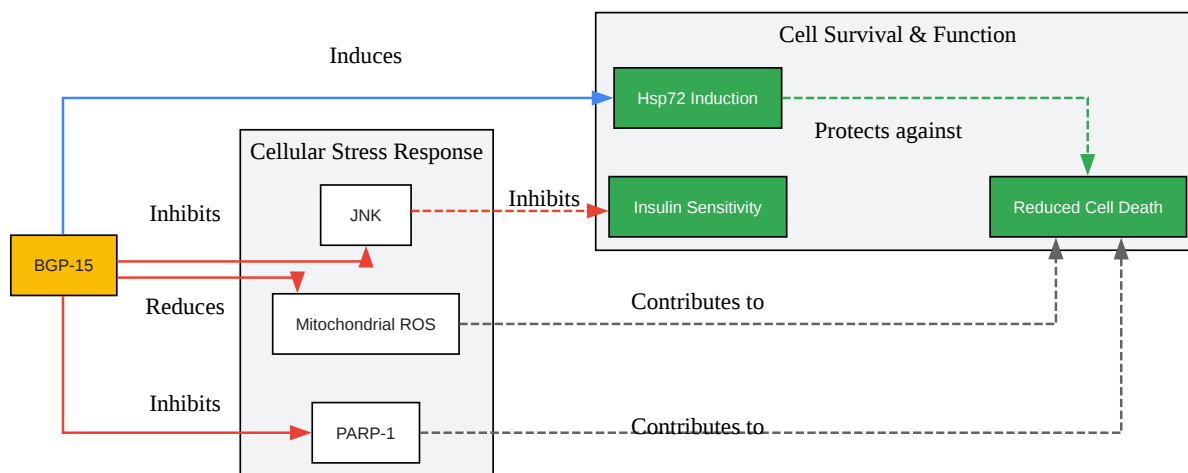 Cell Survival & Function
Induces
Hsp72 Induction
Protects against
Cellular Stress Response
JNK
Inhibits
Inhibits
Insulin Sensitivity
Reduced Cell Death
BGP-15
Reduces
Mitochondrial ROS
Contributes to
Inhibits
PARP-1
Contributes to